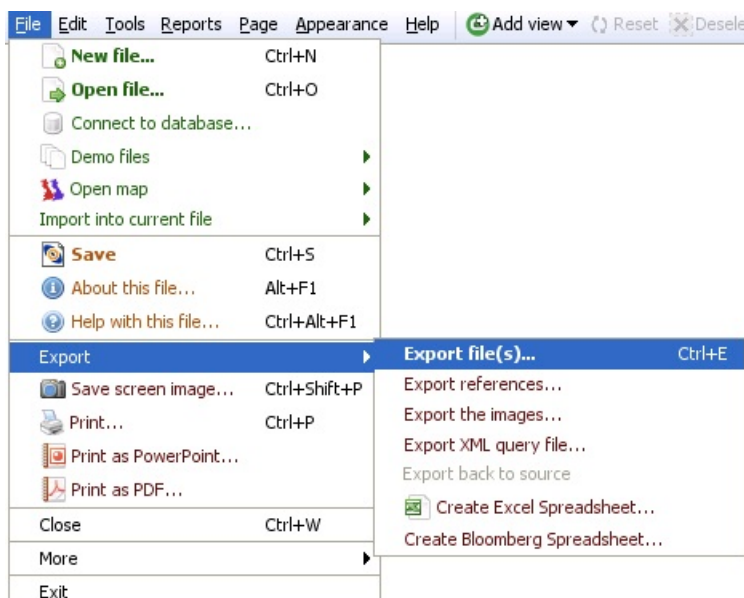 File Edit Tools Reports Page Appearance Help Add view Reset Desele
New file... Ctrl+N
Open file... Ctrl+O
Connect to database...
Demo files
Open map
Import into current file
Save Ctrl+S
About this file... Alt+F1
Help with this file... Ctrl+Alt+F1
Export
Save screen image... Ctrl+Shift+P
Print... Ctrl+P
Print as PowerPoint...
Print as PDF...
Close Ctrl+W
More
Exit
Export file(s)... Ctrl+E
Export references...
Export the images...
Export XML query file...
Export back to source
Create Excel Spreadsheet...
Create Bloomberg Spreadsheet...